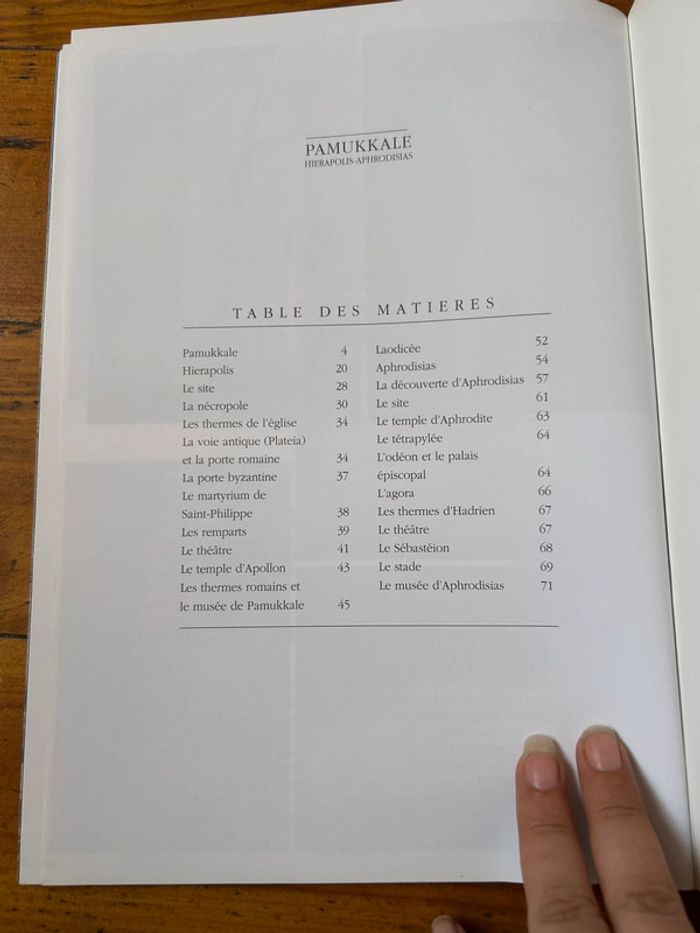 PAMUKKALE
HIERAPOLIS-APHRODISIAS
TABLE DES MATIERES
Pamukkale 4
Hierapolis 20
Le site 28
La nécropole 30
Les thermes de l'église 34
La voie antique (Plateia)
et la porte romaine 34
La porte byzantine 37
Le martyrium de
Saint-Philippe 38
Les remparts 39
Le théâtre 41
Le temple d'Apollon 43
Les thermes romains et
le musée de Pamukkale 45
Laodicée 52
Aphrodisias 54
La découverte d'Aphrodisias 57
Le site 61
Le temple d'Aphrodite 63
Le tétrapylée 64
L'odéon et le palais
épiscopal 64
L'agora 66
Les thermes d'Hadrien 67
Le théâtre 67
Le Sébastéion 68
Le stade 69
Le musée d'Aphrodisias 71